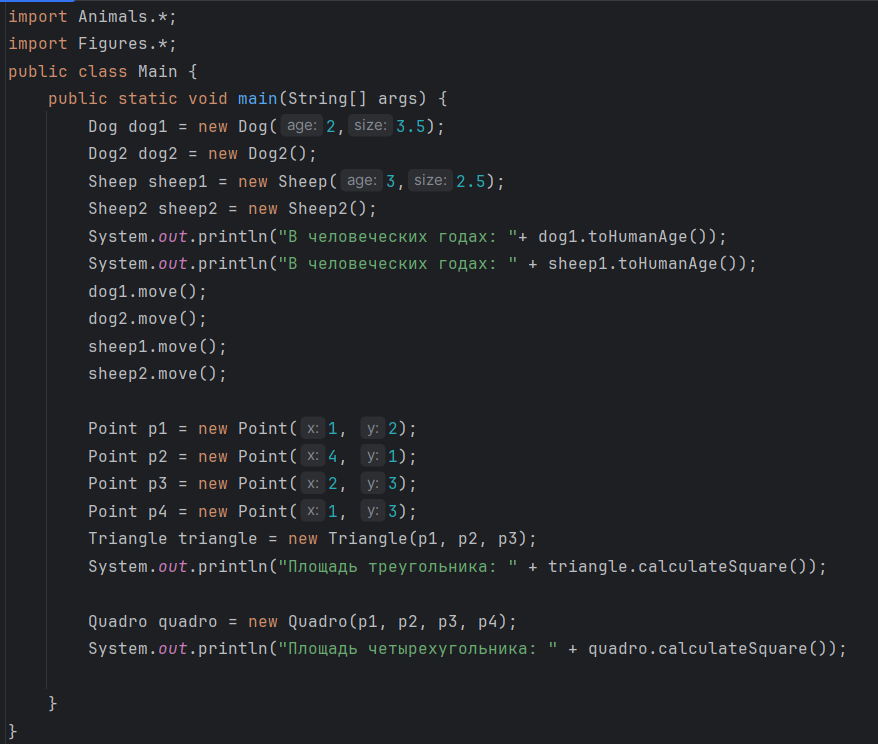 import Animals.*;
import Figures.*;
public class Main {
    public static void main(String[] args) {
        Dog dog1 = new Dog( age: 2, size: 3.5);
        Dog2 dog2 = new Dog2();
        Sheep sheep1 = new Sheep( age: 3, size: 2.5);
        Sheep2 sheep2 = new Sheep2();
        System.out.println("В человеческих годах: "+ dog1.toHumanAge());
        System.out.println("В человеческих годах: " + sheep1.toHumanAge());
        dog1.move();
        dog2.move();
        sheep1.move();
        sheep2.move();

        Point p1 = new Point( x: 1, y: 2);
        Point p2 = new Point( x: 4, y: 1);
        Point p3 = new Point( x: 2, y: 3);
        Point p4 = new Point( x: 1, y: 3);
        Triangle triangle = new Triangle(p1, p2, p3);
        System.out.println("Площадь треугольника: " + triangle.calculateSquare());

        Quadro quadro = new Quadro(p1, p2, p3, p4);
        System.out.println("Площадь четырехугольника: " + quadro.calculateSquare());

    }
}